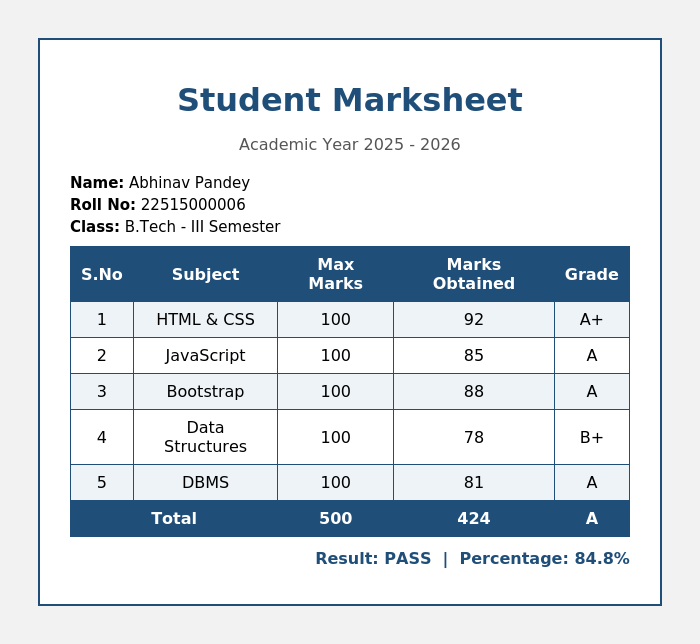 Student Marksheet
Academic Year 2025 - 2026
Name: Abhinav Pandey
Roll No: 22515000006
Class: B.Tech - III Semester
S.No Subject Max Marks Marks Obtained Grade
1 HTML & CSS 100 92 A+
2 JavaScript 100 85 A
3 Bootstrap 100 88 A
4 Data Structures 100 78 B+
5 DBMS 100 81 A
Total 500 424 A
Result: PASS | Percentage: 84.8%